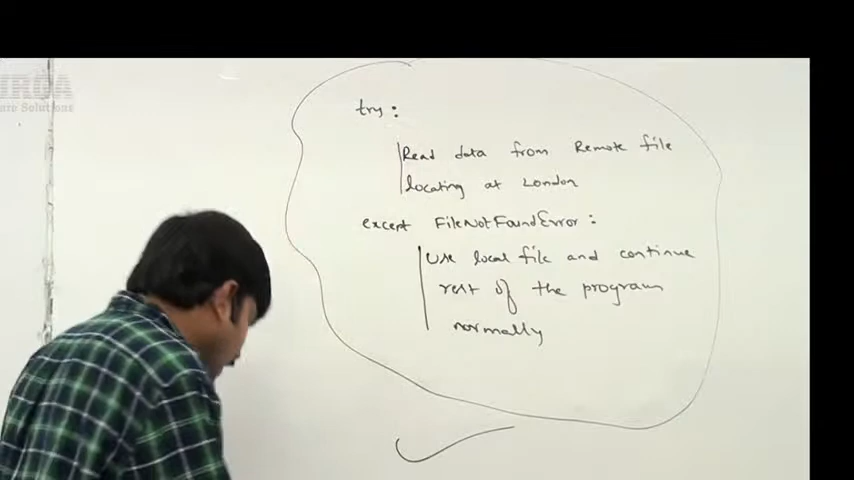 try:
Read data from Remote file
locating at London
except FileNotFoundError:
Use local file and continue
rest of the program
normally